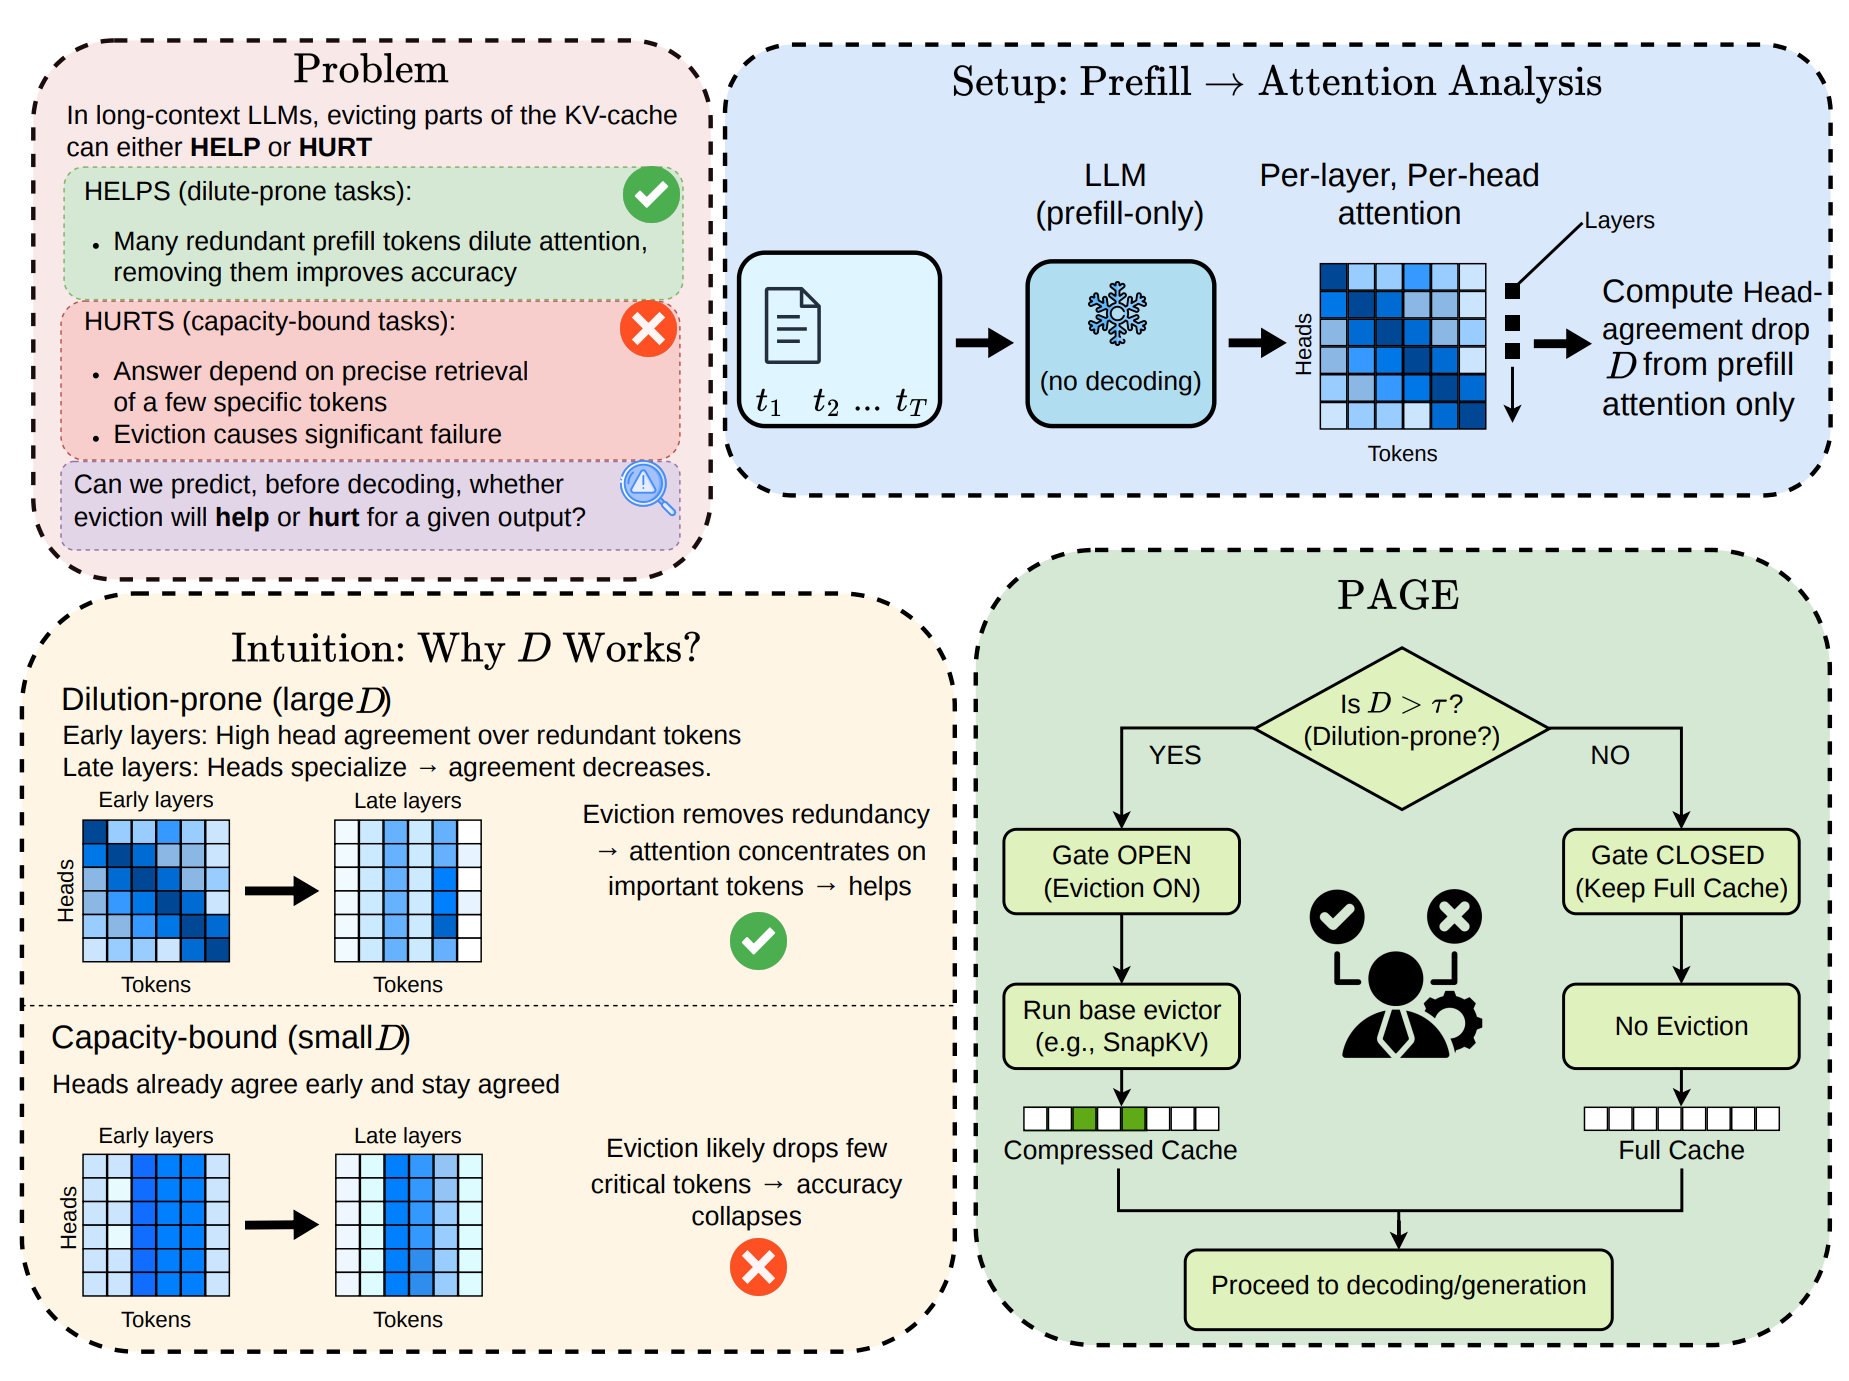 Problem
In long-context LLMs, evicting parts of the KV-cache
can either HELP or HURT
HELPS (dilute-prone tasks):
• Many redundant prefill tokens dilute attention,
removing them improves accuracy
HURTS (capacity-bound tasks):
• Answer depend on precise retrieval
of a few specific tokens
• Eviction causes significant failure
Can we predict, before decoding, whether
eviction will help or hurt for a given output?
Setup: Prefill → Attention Analysis
t_1 t_2 ... t_T
LLM
(prefill-only)
(no decoding)
Per-layer, Per-head
attention
Layers
Heads
Tokens
Compute Head-
agreement drop
D from prefill
attention only
Intuition: Why D Works?
Dilution-prone (large D)
Early layers: High head agreement over redundant tokens
Late layers: Heads specialize → agreement decreases.
Early layers
Late layers
Heads
Tokens
Tokens
Eviction removes redundancy
→ attention concentrates on
important tokens → helps
Capacity-bound (small D)
Heads already agree early and stay agreed
Early layers
Late layers
Heads
Tokens
Tokens
Eviction likely drops few
critical tokens → accuracy
collapses
PAGE
Is D > τ?
(Dilution-prone?)
YES
NO
Gate OPEN
(Eviction ON)
Gate CLOSED
(Keep Full Cache)
Run base evictor
(e.g., SnapKV)
No Eviction
Compressed Cache
Full Cache
Proceed to decoding/generation